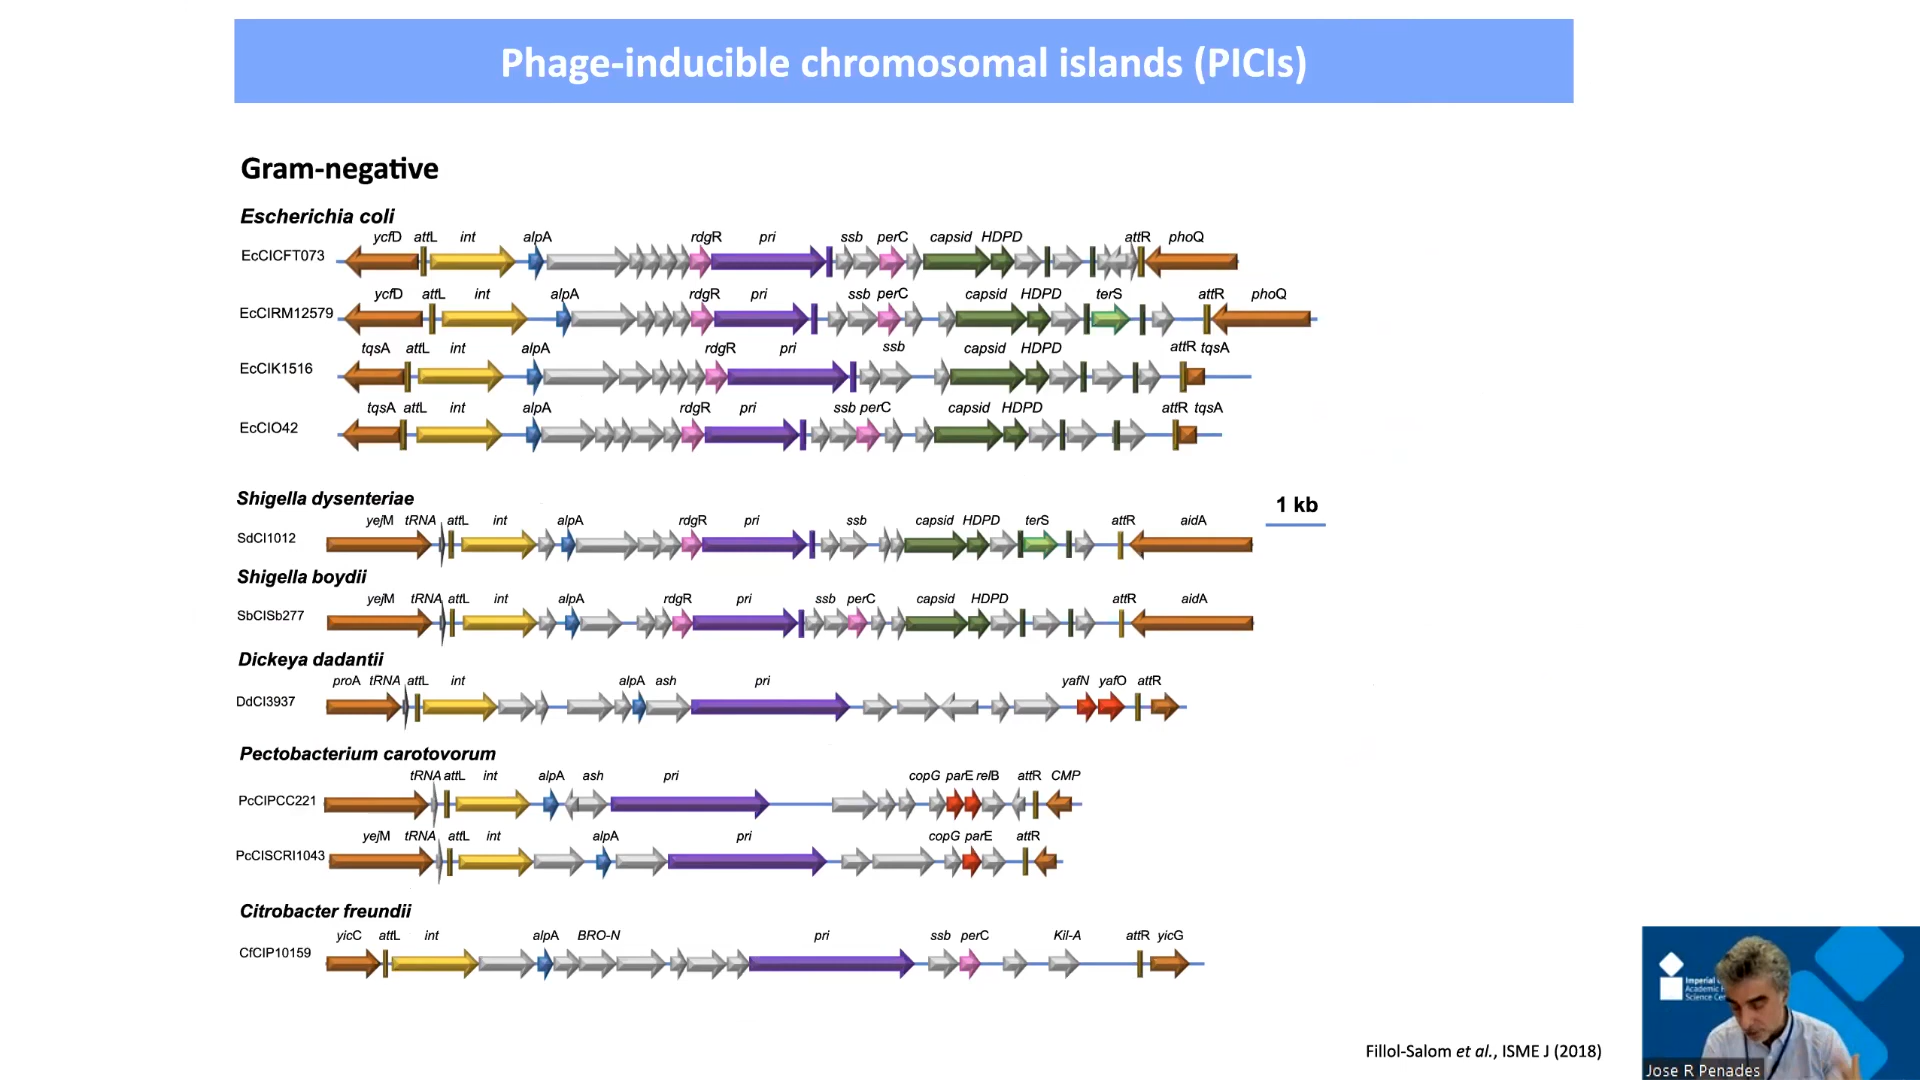 Phage-inducible chromosomal islands (PICIs)
Gram-negative
Escherichia coli
ycfD attL int alpA rdgR pri ssb perC capsid HDPD attR phoQ
EcCICFT073
ycfD attL int alpA rdgR pri ssb perC capsid HDPD terS attR phoQ
EcCIRM12579
tqsA attL int alpA rdgR pri ssb capsid HDPD attR tqsA
EcCIK1516
tqsA attL int alpA rdgR pri ssb perC capsid HDPD attR tqsA
EcCIO42
Shigella dysenteriae
1 kb
yejM tRNA attL int alpA rdgR pri ssb capsid HDPD terS attR aidA
SdCI1012
Shigella boydii
yejM tRNA attL int alpA rdgR pri ssb perC capsid HDPD attR aidA
SbCISb277
Dickeya dadantii
proA tRNA attL int alpA ash pri yafN yafO attR
DdCI3937
Pectobacterium carotovorum
tRNA attL int alpA ash pri copG parE relB attR CMP
PcCIPCC221
yejM tRNA attL int alpA pri copG parE attR
PcCISCRI1043
Citrobacter freundii
yicC attL int alpA BRO-N pri ssb perC Kil-A attR yicG
CfCIP10159
Imperial
Academic
Science
Fillol-Salom et al., ISME J (2018)
Jose R Penades